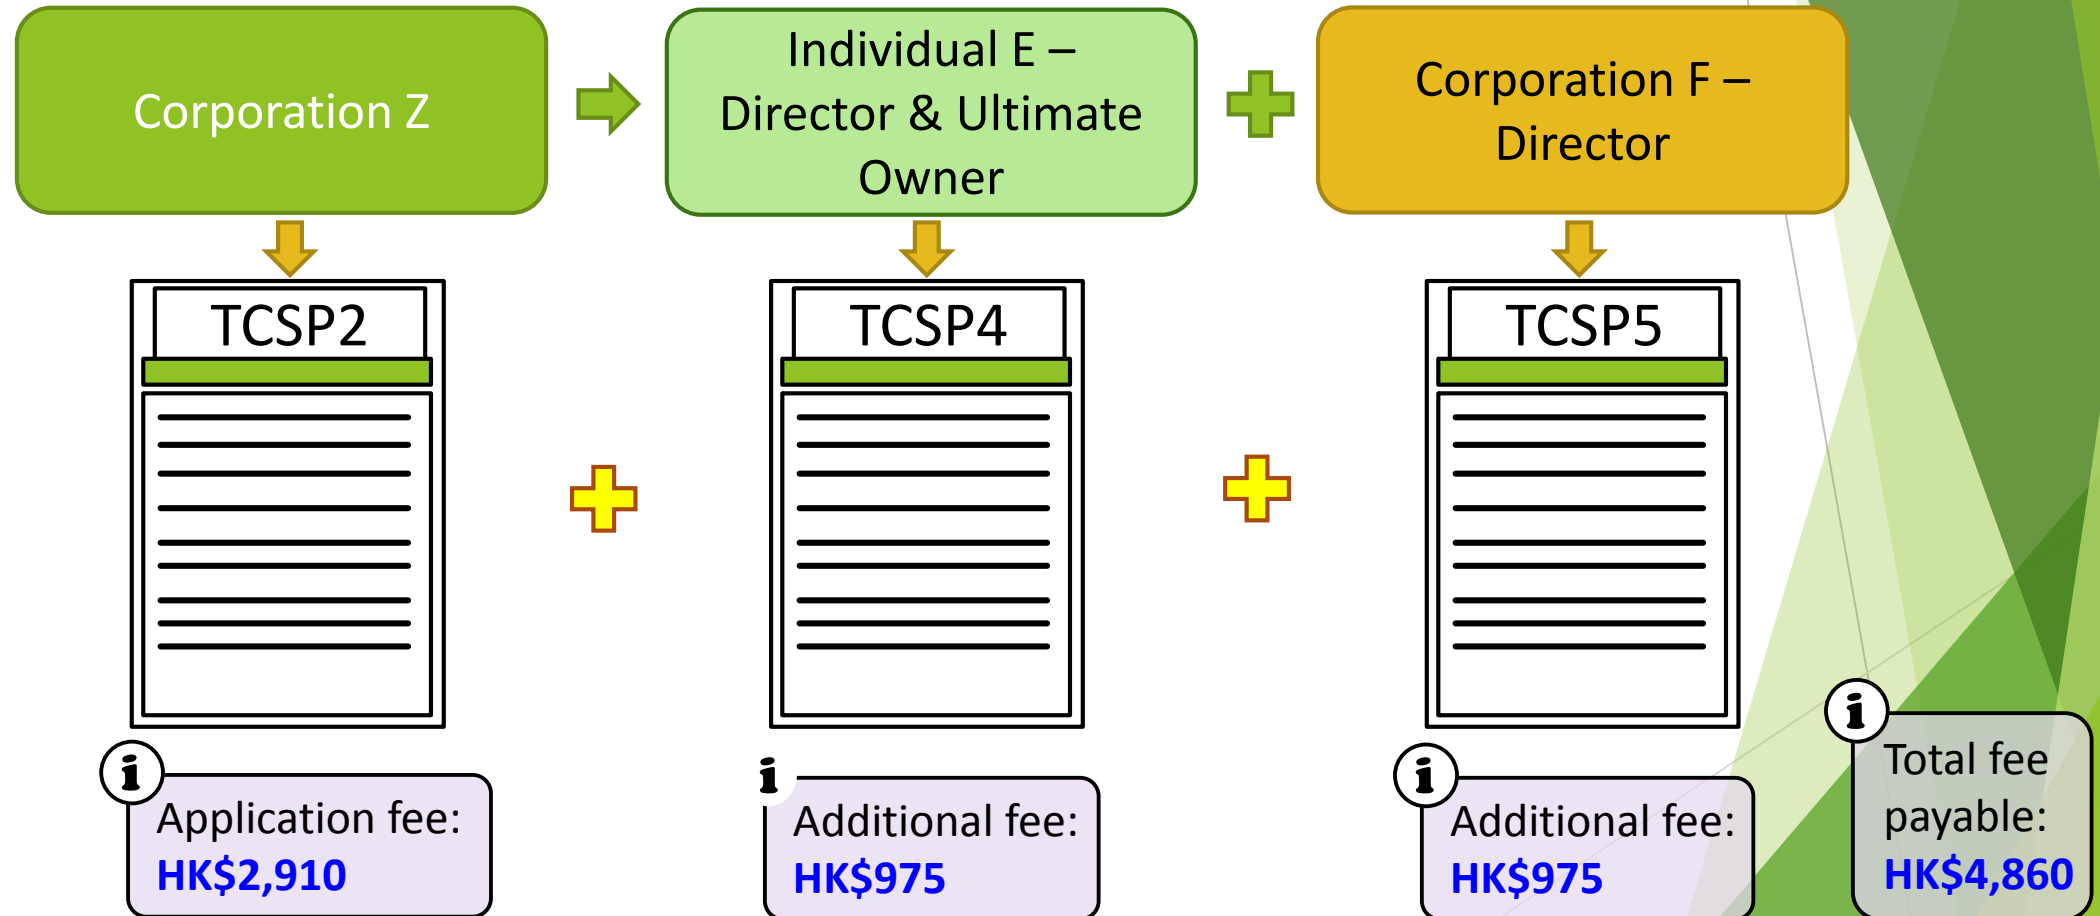 Corporation Z
Individual E –
Director & Ultimate
Owner
Corporation F –
Director
TCSP2
TCSP4
TCSP5
i
Application fee:
HK$2,910
i
Additional fee:
HK$975
i
Additional fee:
HK$975
i
Total fee
payable:
HK$4,860